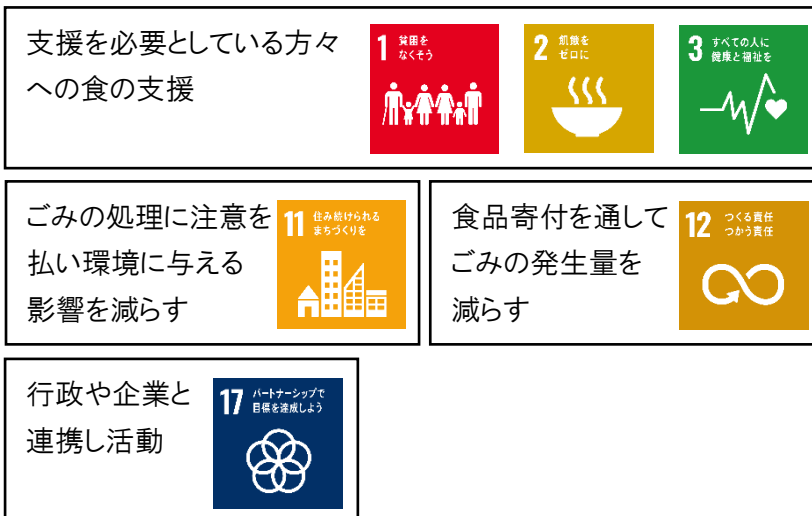 支援を必要としている方々
への食の支援
1 貧困を
なくそう
2 飢餓を
ゼロに
3 すべての人に
健康と福祉を
ごみの処理に注意を
払い環境に与える
影響を減らす
11 住み続けられる
まちづくりを
食品寄付を通して
ごみの発生量を
減らす
12 つくる責任
つかう責任
行政や企業と
連携し活動
17 パートナーシップで
目標を達成しよう